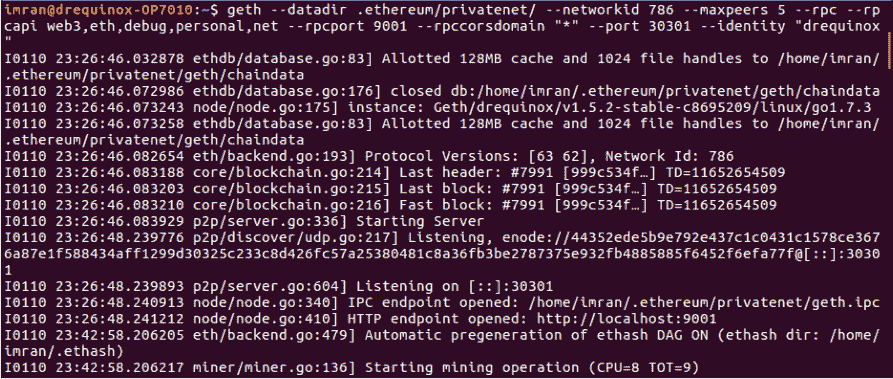 imran@drequinox-OP7010:~$ geth --datadir .ethereum/privatenet/ --networkid 786 --maxpeers 5 --rpc --rp
capi web3,eth,debug,personal,net --rpcport 9001 --rpccorsdomain "*" --port 30301 --identity "drequinox
"
I0110 23:26:46.032878 ethdb/database.go:83] Allotted 128MB cache and 1024 file handles to /home/imran/
.ethereum/privatenet/geth/chaindata
I0110 23:26:46.072986 ethdb/database.go:176] closed db:/home/imran/.ethereum/privatenet/geth/chaindata
I0110 23:26:46.073243 node/node.go:175] instance: Geth/drequinox/v1.5.2-stable-c8695209/linux/go1.7.3
I0110 23:26:46.073258 ethdb/database.go:83] Allotted 128MB cache and 1024 file handles to /home/imran/
.ethereum/privatenet/geth/chaindata
I0110 23:26:46.082654 eth/backend.go:193] Protocol Versions: [63 62], Network Id: 786
I0110 23:26:46.083188 core/blockchain.go:214] Last header: #7991 [999c534f…] TD=11652654509
I0110 23:26:46.083203 core/blockchain.go:215] Last block: #7991 [999c534f…] TD=11652654509
I0110 23:26:46.083210 core/blockchain.go:216] Fast block: #7991 [999c534f…] TD=11652654509
I0110 23:26:46.083929 p2p/server.go:336] Starting Server
I0110 23:26:48.239776 p2p/discover/udp.go:217] Listening, enode://44352ede5b9e792e437c1c0431c1578ce367
6a87e1f588434aff1299d30325c233c8d426fc57a25380481c8a36fb3be2787375e932fb4885885f6452f6efa77f@[::]:3030
1
I0110 23:26:48.239893 p2p/server.go:604] Listening on [::]:30301
I0110 23:26:48.240913 node/node.go:340] IPC endpoint opened: /home/imran/.ethereum/privatenet/geth.ipc
I0110 23:26:48.241212 node/node.go:410] HTTP endpoint opened: http://localhost:9001
I0110 23:42:58.206205 eth/backend.go:479] Automatic pregeneration of ethash DAG ON (ethash dir: /home/
imran/.ethash)
I0110 23:42:58.206217 miner/miner.go:136] Starting mining operation (CPU=8 TOT=9)